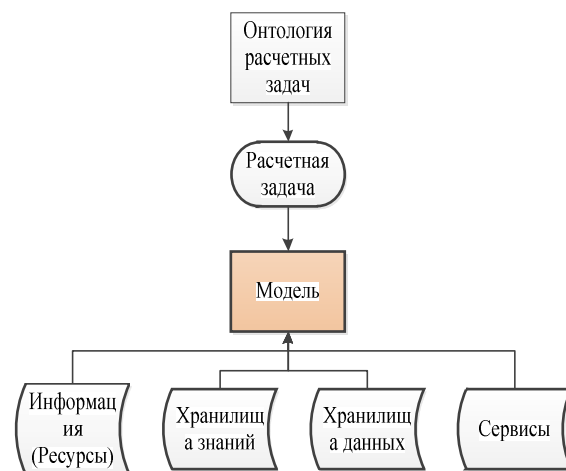 Онтология
расчетных
задач
Расчетная
задача
Модель
Информац
ия
(Ресурсы)
Хранилищ
а знаний
Хранилищ
а данных
Сервисы